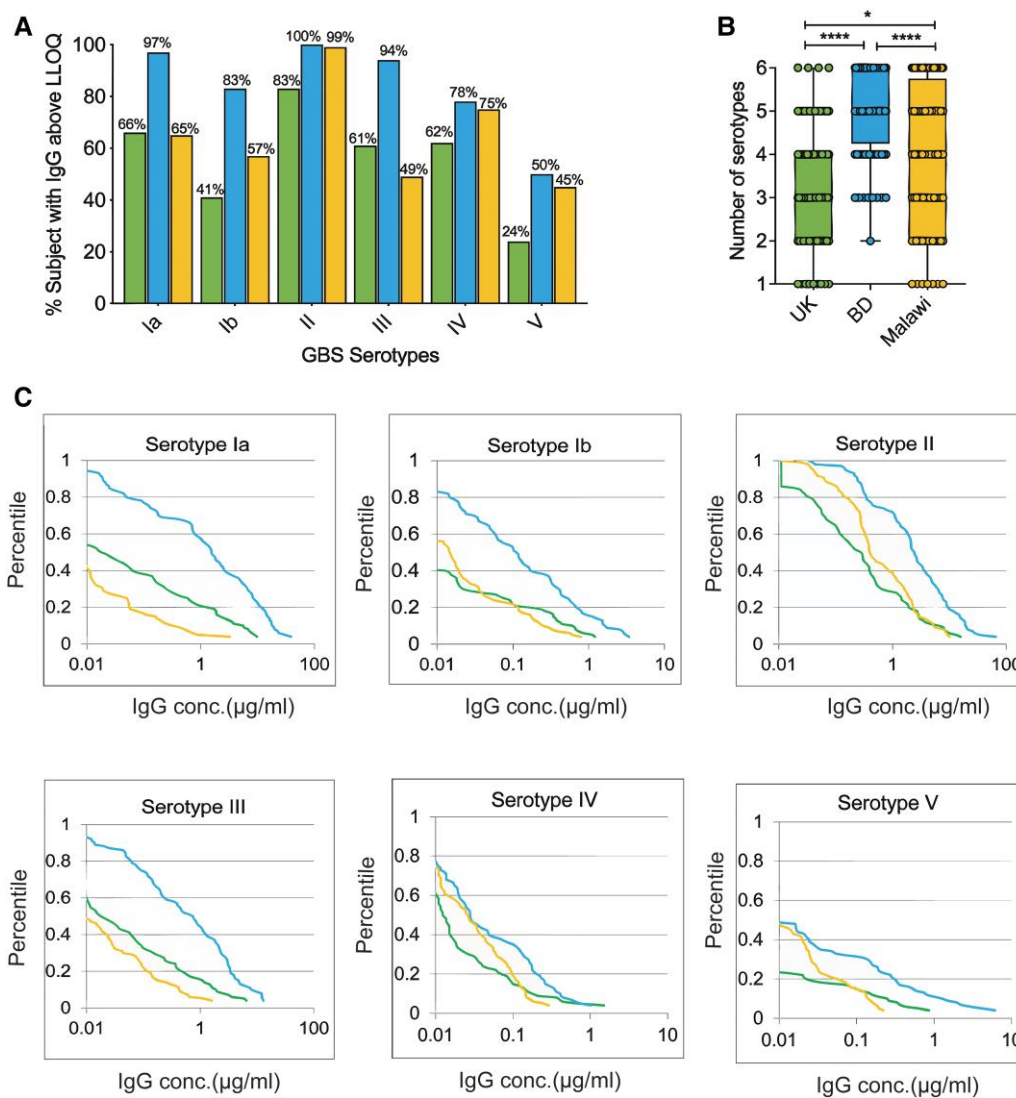 A
% Subject with IgG above LLOQ
100
80
60
40
20
0
66%
97%
65%
41%
83%
57%
83%
100%
99%
61%
94%
49%
62%
78%
75%
24%
50%
45%
Ia
Ib
II
III
IV
V
GBS Serotypes
B
*
**** ****
Number of serotypes
6
5
4
3
2
1
UK
BD
Malawi
C
Serotype Ia
Percentile
1
0.8
0.6
0.4
0.2
0
0.01 1 100
IgG conc.(µg/ml)
Serotype Ib
Percentile
1
0.8
0.6
0.4
0.2
0
0.01 0.1 1 10
IgG conc.(µg/ml)
Serotype II
Percentile
1
0.8
0.6
0.4
0.2
0
0.01 1 100
IgG conc.(µg/ml)
Serotype III
Percentile
1
0.8
0.6
0.4
0.2
0
0.01 1 100
IgG conc.(µg/ml)
Serotype IV
Percentile
1
0.8
0.6
0.4
0.2
0
0.01 0.1 1 10
IgG conc.(µg/ml)
Serotype V
Percentile
1
0.8
0.6
0.4
0.2
0
0.01 0.1 1 10
IgG conc.(µg/ml)